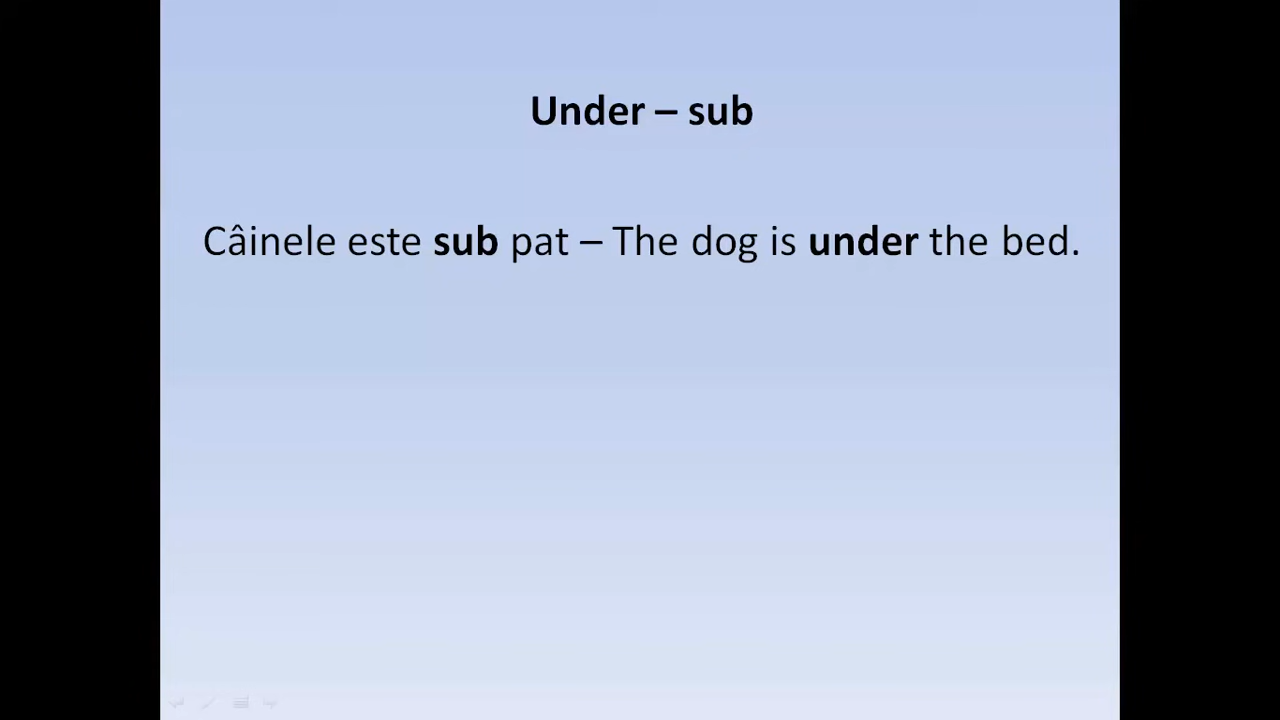 Under – sub
Câinele este sub pat – The dog is under the bed.